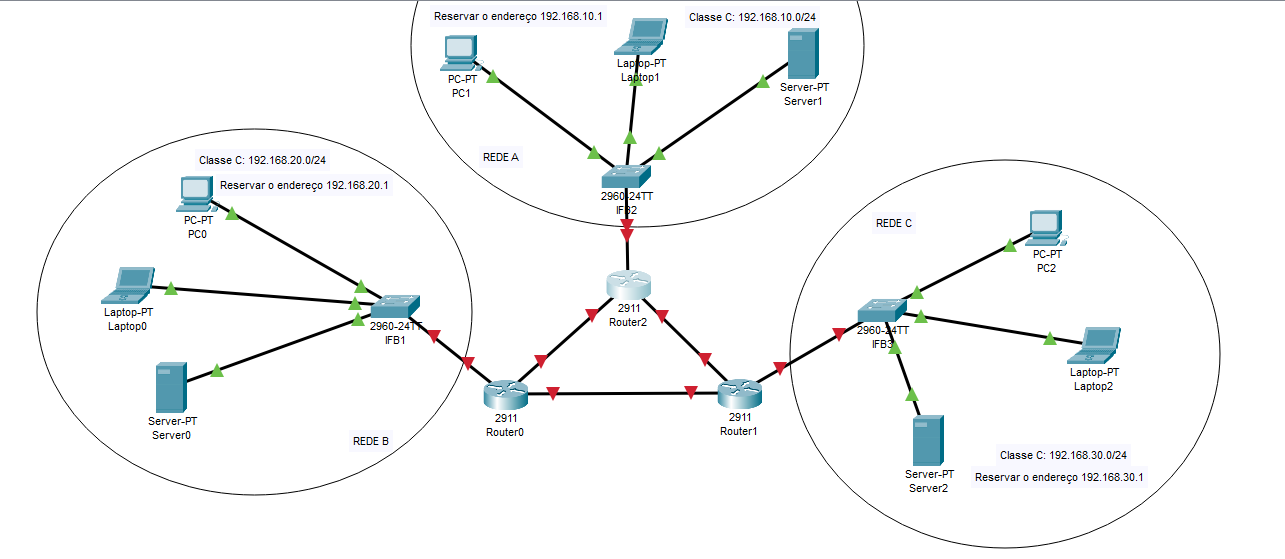 Reservar o endereço 192.168.10.1
Classe C: 192.168.10.0/24
PC-PT
PC1
Laptop-PT
Laptop1
Server-PT
Server1
REDE A
2960-24TT
IFB2
Classe C: 192.168.20.0/24
Reservar o endereço 192.168.20.1
PC-PT
PC0
Laptop-PT
Laptop0
Server-PT
Server0
2960-24TT
IFB1
REDE B
2911
Router2
2911
Router0
2911
Router1
REDE C
PC-PT
PC2
2960-24TT
IFB3
Laptop-PT
Laptop2
Server-PT
Server2
Classe C: 192.168.30.0/24
Reservar o endereço 192.168.30.1